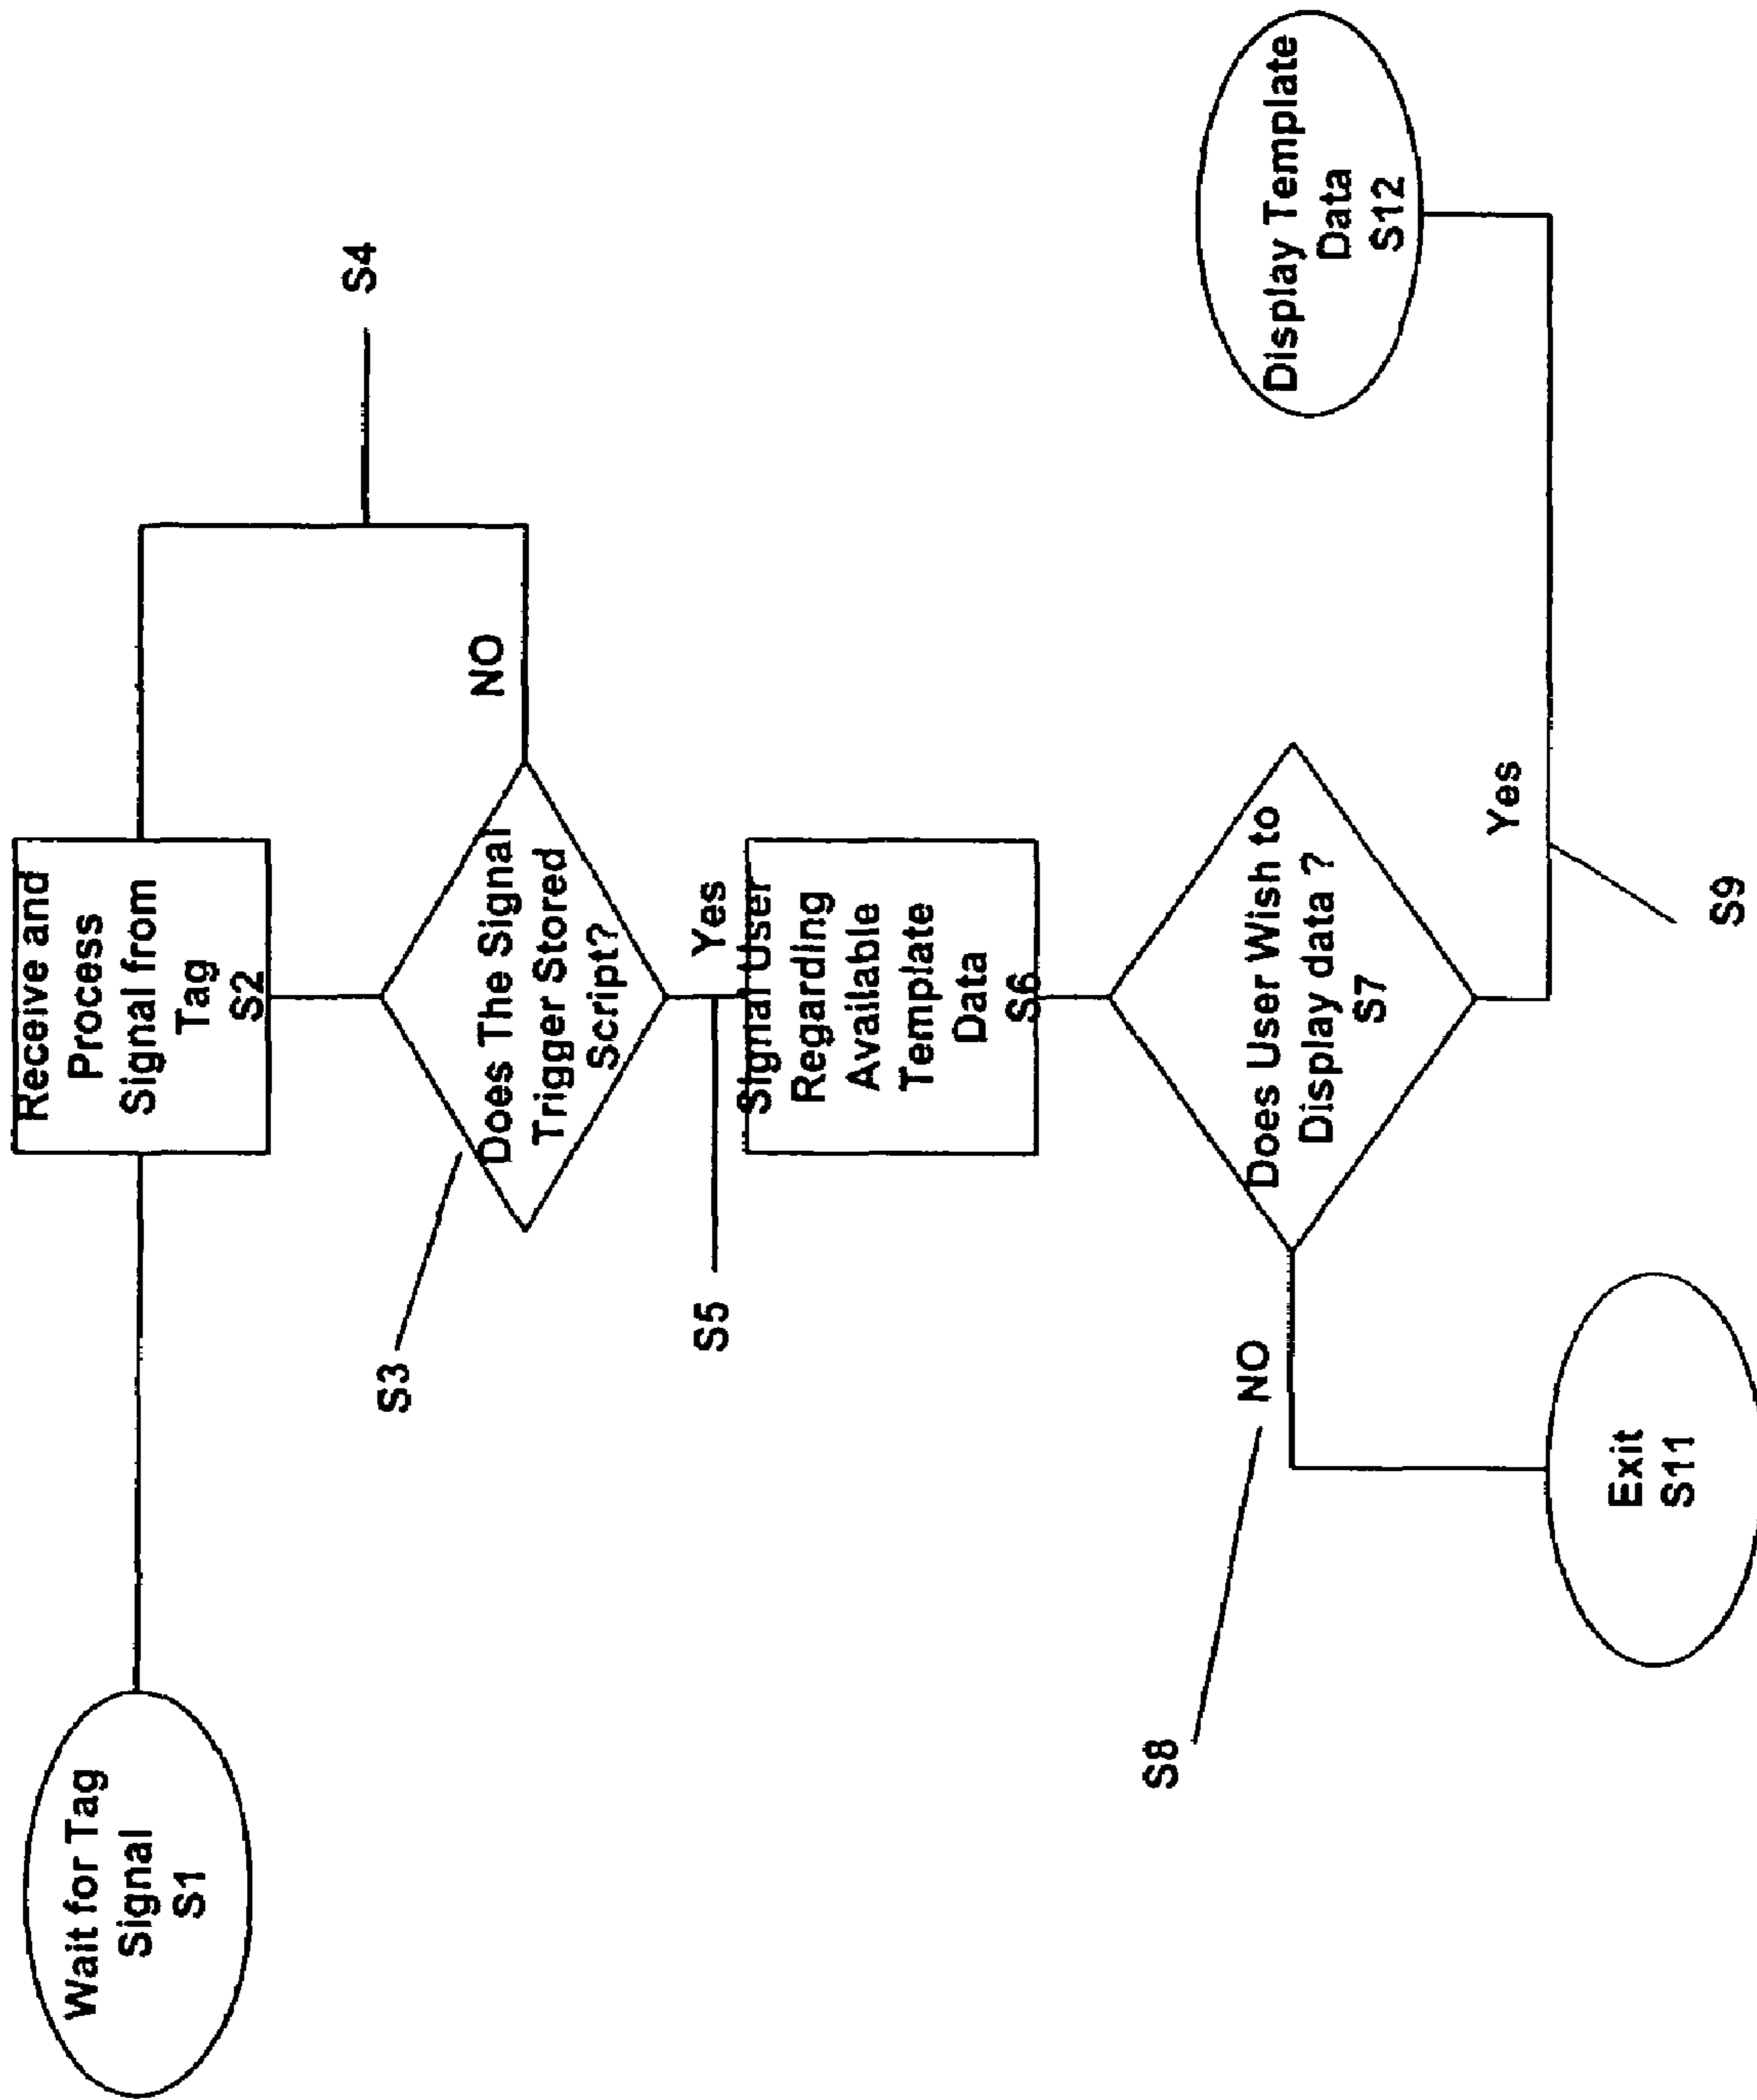 Wait for Tag
Signal
S1
Receive and
Process
Signal from
Tag
S2
S3
Does The Signal
Trigger Stored
Script?
NO
S4
S5
Yes
Signal User
Regarding
Available
Template
Data
S6
Does User Wish to
Display data ?
S7
S8
NO
Exit
S11
Yes
S9
Display Template
Data
S12